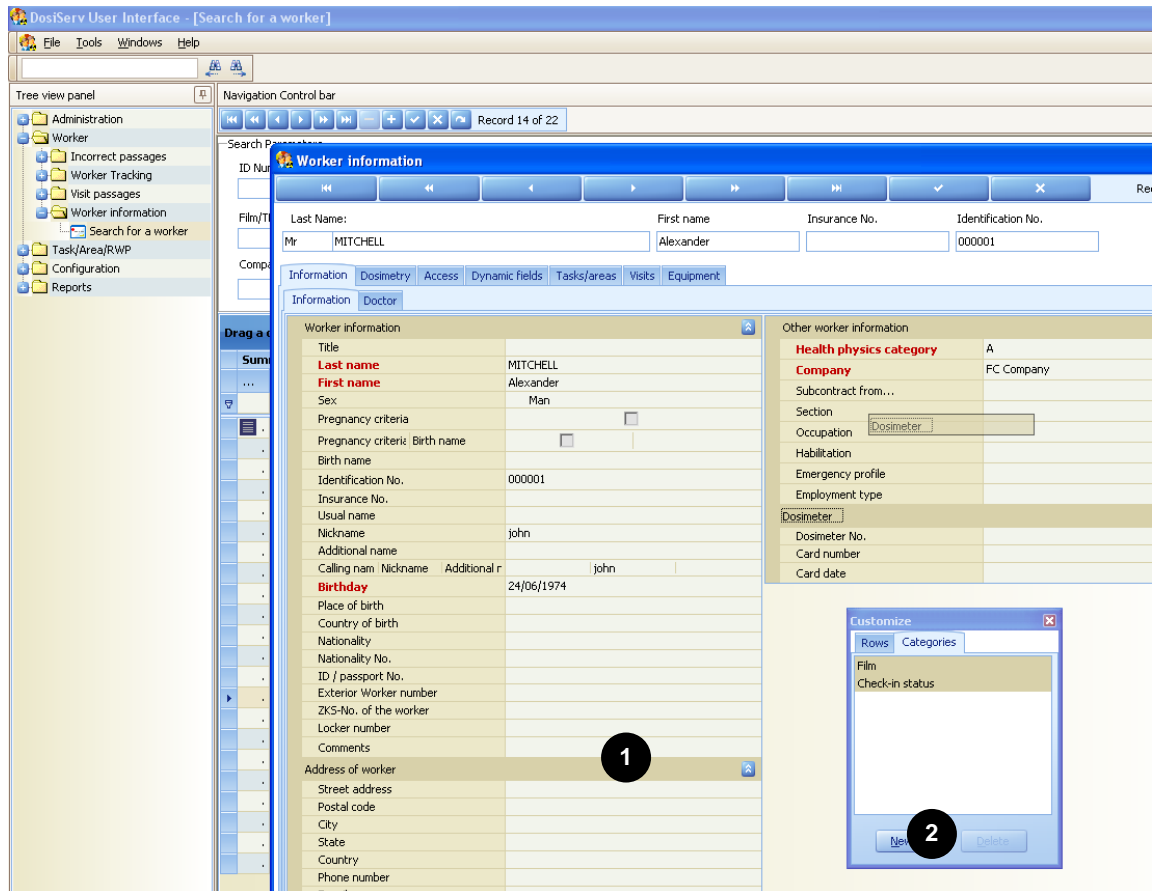 DosiServ User Interface - [Search for a worker]
File Tools Windows Help
Tree view panel
Administration
Worker
Incorrect passages
Worker Tracking
Visit passages
Worker information
Search for a worker
Task/Area/RWP
Configuration
Reports
Navigation Control bar
Record 14 of 22
Search
ID
Drag a
...
Worker information
Last Name: First name Insurance No. Identification No.
Mr MITCHELL Alexander 000001
Information Dosimetry Access Dynamic fields Tasks/areas Visits Equipment
Information Doctor
Worker information
Title
Last name MITCHELL
First name Alexander
Sex Man
Pregnancy criteria
Pregnancy criteria Birth name
Birth name
Identification No. 000001
Insurance No.
Usual name
Nickname john
Additional name
Calling nam Nickname Additional r john
Birthday 24/06/1974
Place of birth
Country of birth
Nationality
Nationality No.
ID / passport No.
Exterior Worker number
ZKS-No. of the worker
Locker number
Comments
1
Address of worker
Street address
Postal code
City
State
Country
Phone number
Other worker information
Health physics category A
Company FC Company
Subcontract from...
Section
Dosimeter
Occupation
Habilitation
Emergency profile
Employment type
Dosimeter
Dosimeter No.
Card number
Card date
Customize
Rows Categories
Film
Check-in status
2
Delete